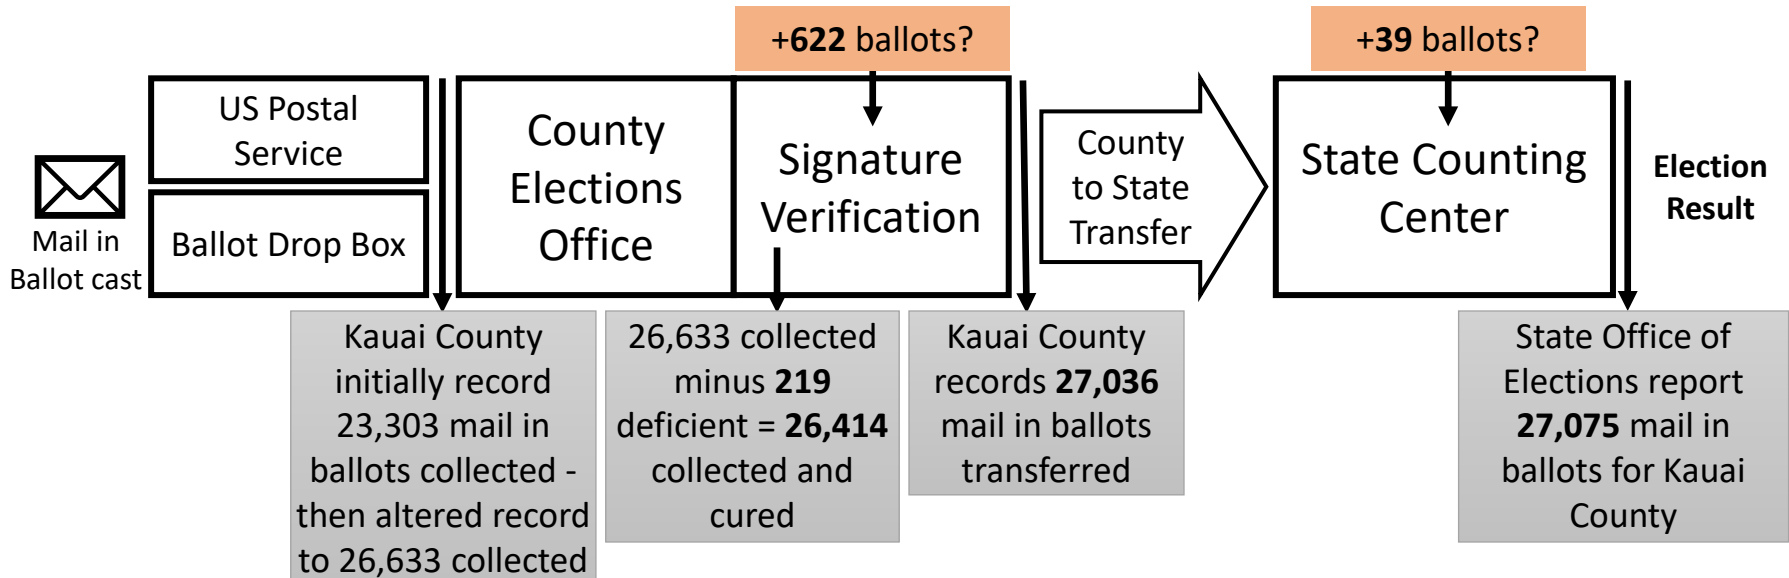 +622 ballots?
+39 ballots?
US Postal
Service
Ballot Drop Box
Mail in
Ballot cast
County
Elections
Office
Signature
Verification
County
to State
Transfer
State Counting
Center
Election
Result
Kauai County
initially record
23,303 mail in
ballots collected -
then altered record
to 26,633 collected
26,633 collected
minus 219
deficient = 26,414
collected and
cured
Kauai County
records 27,036
mail in ballots
transferred
State Office of
Elections report
27,075 mail in
ballots for Kauai
County